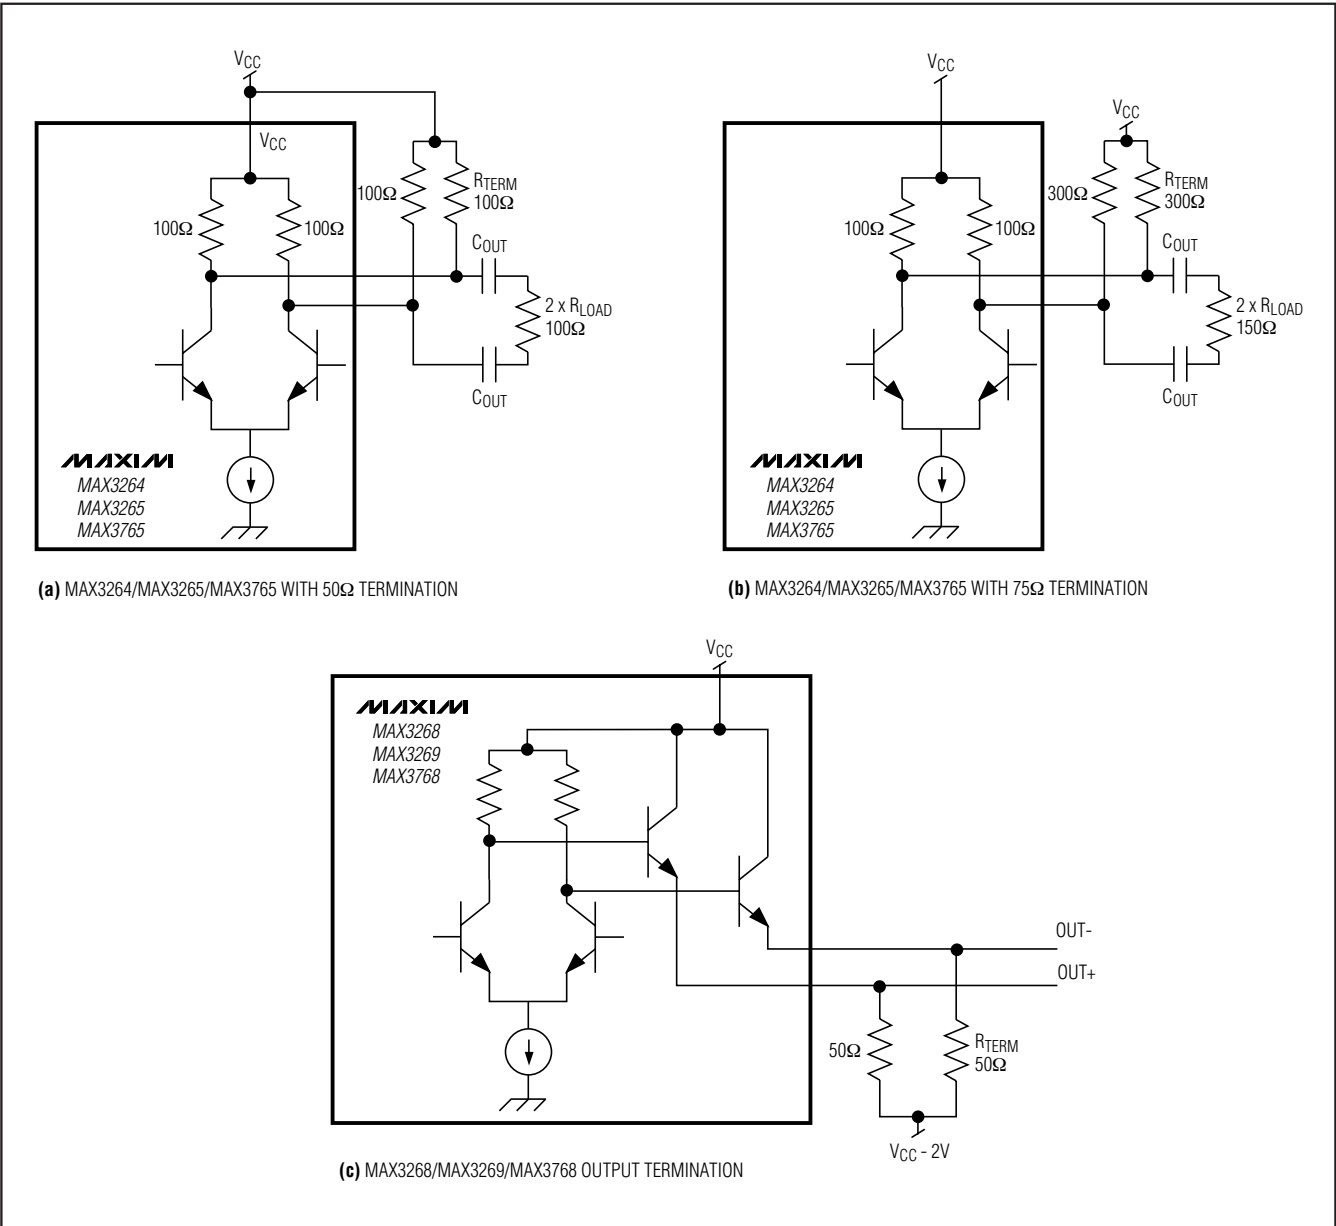 VCC
VCC
100Ω
100Ω
100Ω
RTERM
100Ω
COUT
2 x RLOAD
100Ω
COUT
MAXIM
MAX3264
MAX3265
MAX3765
(a) MAX3264/MAX3265/MAX3765 WITH 50Ω TERMINATION
VCC
VCC
100Ω
100Ω
300Ω
RTERM
300Ω
COUT
2 x RLOAD
150Ω
COUT
MAXIM
MAX3264
MAX3265
MAX3765
(b) MAX3264/MAX3265/MAX3765 WITH 75Ω TERMINATION
VCC
MAXIM
MAX3268
MAX3269
MAX3768
OUT-
OUT+
50Ω
RTERM
50Ω
VCC - 2V
(c) MAX3268/MAX3269/MAX3768 OUTPUT TERMINATION